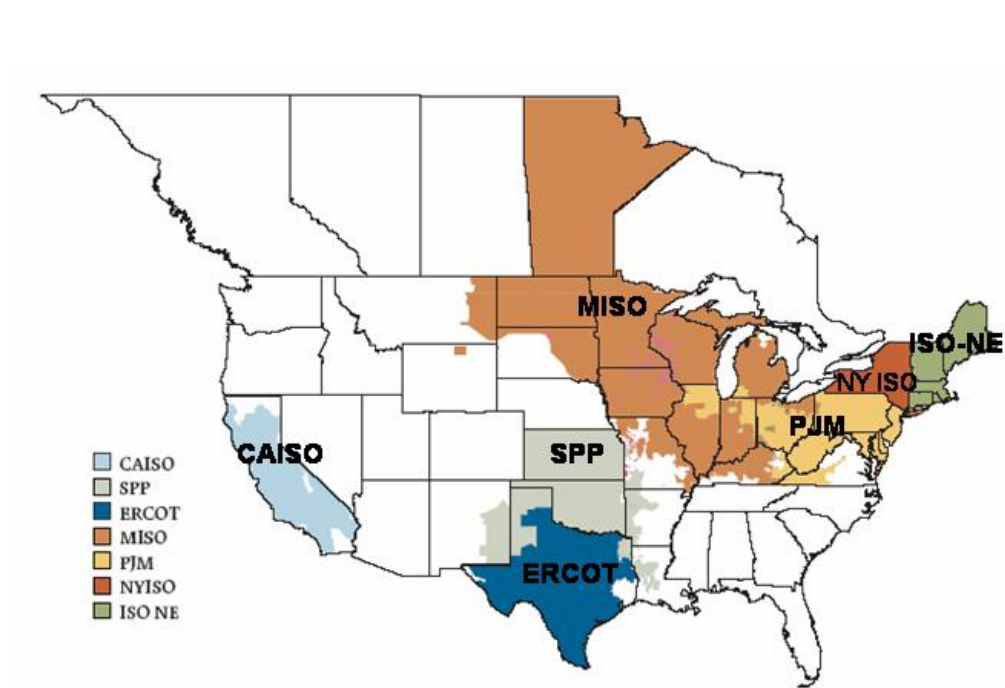 MISO
ISO-NE
NY ISO
PJM
CAISO
SPP
ERCOT
CAISO
SPP
ERCOT
MISO
PJM
NYISO
ISO NE